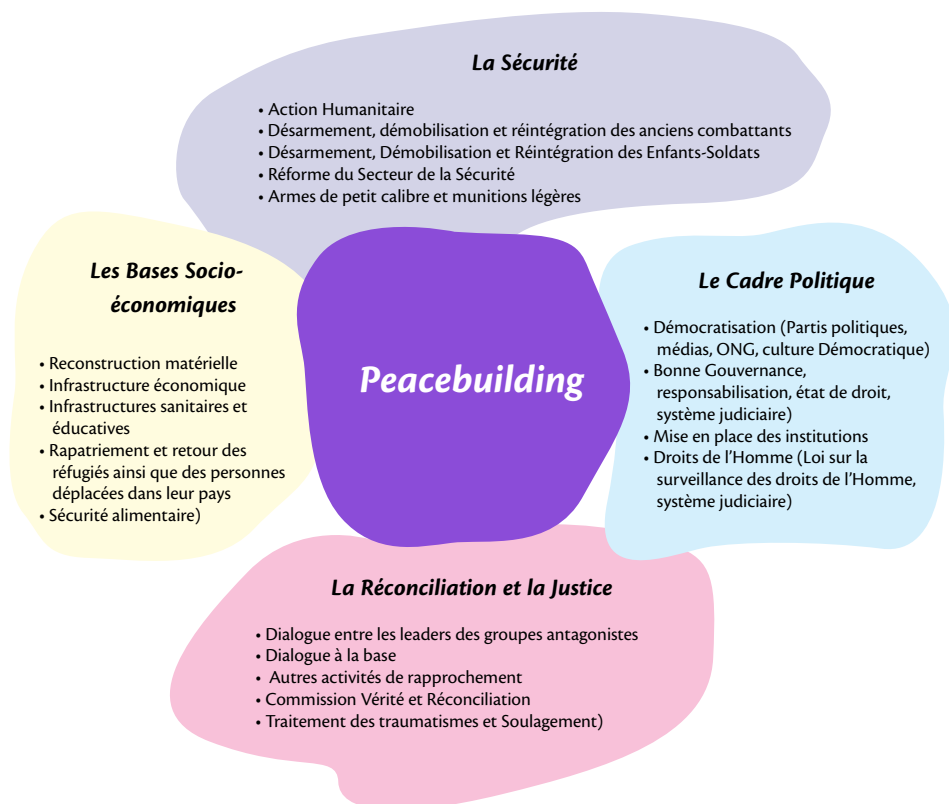 La Sécurité
• Action Humanitaire
• Désarmement, démobilisation et réintégration des anciens combattants
• Désarmement, Démobilisation et Réintégration des Enfants-Soldats
• Réforme du Secteur de la Sécurité
• Armes de petit calibre et munitions légères
Les Bases Socio-
économiques
• Reconstruction matérielle
• Infrastructure économique
• Infrastructures sanitaires et
éducatives
• Rapatriement et retour des
réfugiés ainsi que des personnes
déplacées dans leur pays
• Sécurité alimentaire)
Peacebuilding
Le Cadre Politique
• Démocratisation (Partis politiques,
médias, ONG, culture Démocratique)
• Bonne Gouvernance,
responsabilisation, état de droit,
système judiciaire)
• Mise en place des institutions
• Droits de l’Homme (Loi sur la
surveillance des droits de l’Homme,
système judiciaire)
La Réconciliation et la Justice
• Dialogue entre les leaders des groupes antagonistes
• Dialogue à la base
• Autres activités de rapprochement
• Commission Vérité et Réconciliation
• Traitement des traumatismes et Soulagement)